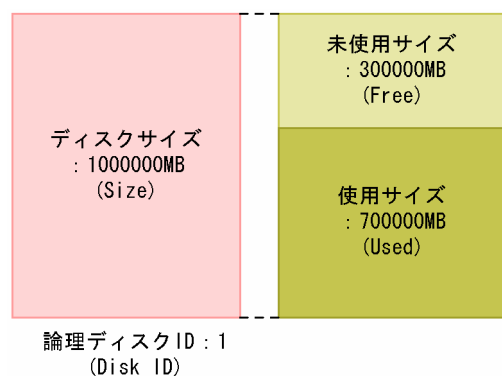 ディスクサイズ
：1000000MB
(Size)
未使用サイズ
：300000MB
(Free)
使用サイズ
：700000MB
(Used)
論理ディスクID：1
(Disk ID)